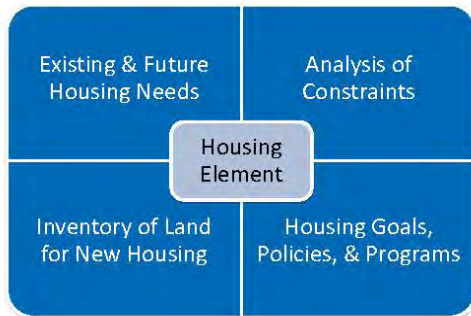 Existing & Future
Housing Needs
Analysis of
Constraints
Housing
Element
Inventory of Land
for New Housing
Housing Goals,
Policies, & Programs